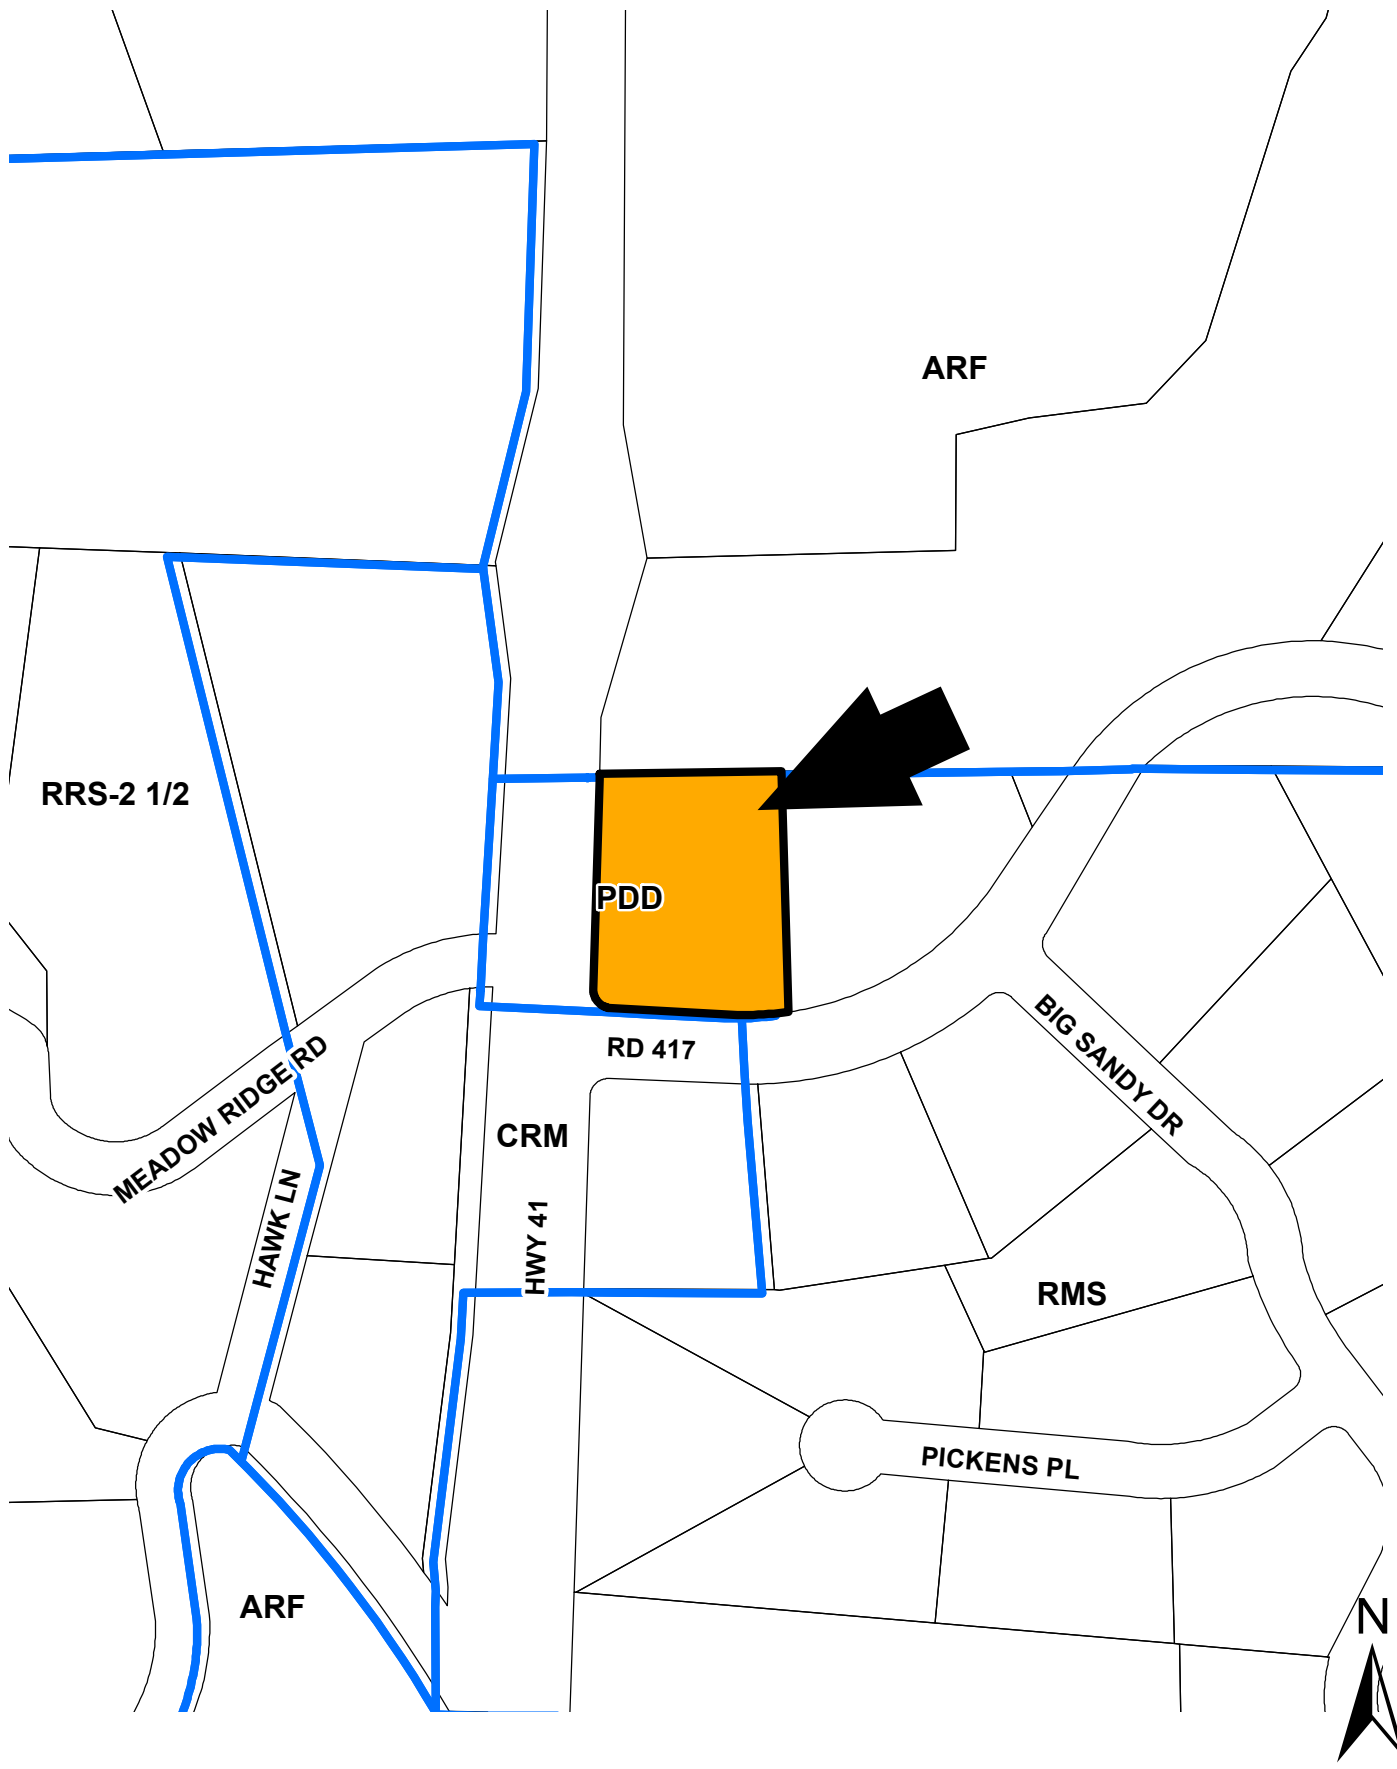 ARF
RRS-2 1/2
PDD
BIG SANDY DR
RD 417
MEADOW RIDGE RD
CRM
HAWK LN
HWY 41
RMS
PICKENS PL
ARF
N